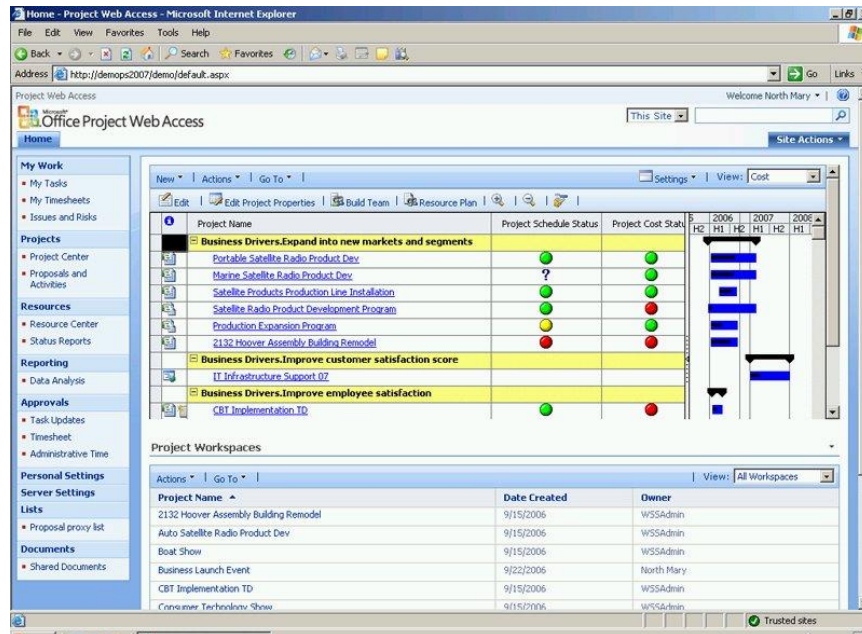 Home - Project Web Access - Microsoft Internet Explorer
File Edit View Favorites Tools Help
Back Search Favorites
Address http://demops2007/demo/default.aspx Go Links
Project Web Access Welcome North Mary
Microsoft
Office Project Web Access This Site
Home Site Actions
My Work
My Tasks
My Timesheets
Issues and Risks
Projects
Project Center
Proposals and
Activities
Resources
Resource Center
Status Reports
Reporting
Data Analysis
Approvals
Task Updates
Timesheet
Administrative Time
Personal Settings
Server Settings
Lists
Proposal proxy list
Documents
Shared Documents
New | Actions | Go To | Settings | View: Cost
Edit | Edit Project Properties | Build Team | Resource Plan |
Project Name Project Schedule Status Project Cost Statu 2006 2007 2008
H2 H1 H2 H1 H2 H1
Business Drivers.Expand into new markets and segments
Portable Satellite Radio Product Dev
Marine Satellite Radio Product Dev ?
Satellite Products Production Line Installation
Satellite Radio Product Development Program
Production Expansion Program
2132 Hoover Assembly Building Remodel
Business Drivers.Improve customer satisfaction score
IT Infrastructure Support 07
Business Drivers.Improve employee satisfaction
CBT Implementation TD
Project Workspaces
Actions | Go To | | View: All Workspaces
Project Name Date Created Owner
2132 Hoover Assembly Building Remodel 9/15/2006 WSSAdmin
Auto Satellite Radio Product Dev 9/15/2006 WSSAdmin
Boat Show 9/15/2006 WSSAdmin
Business Launch Event 9/22/2006 North Mary
CBT Implementation TD 9/15/2006 WSSAdmin
Consumer Technology Show 9/15/2006 WSSAdmin
Trusted sites